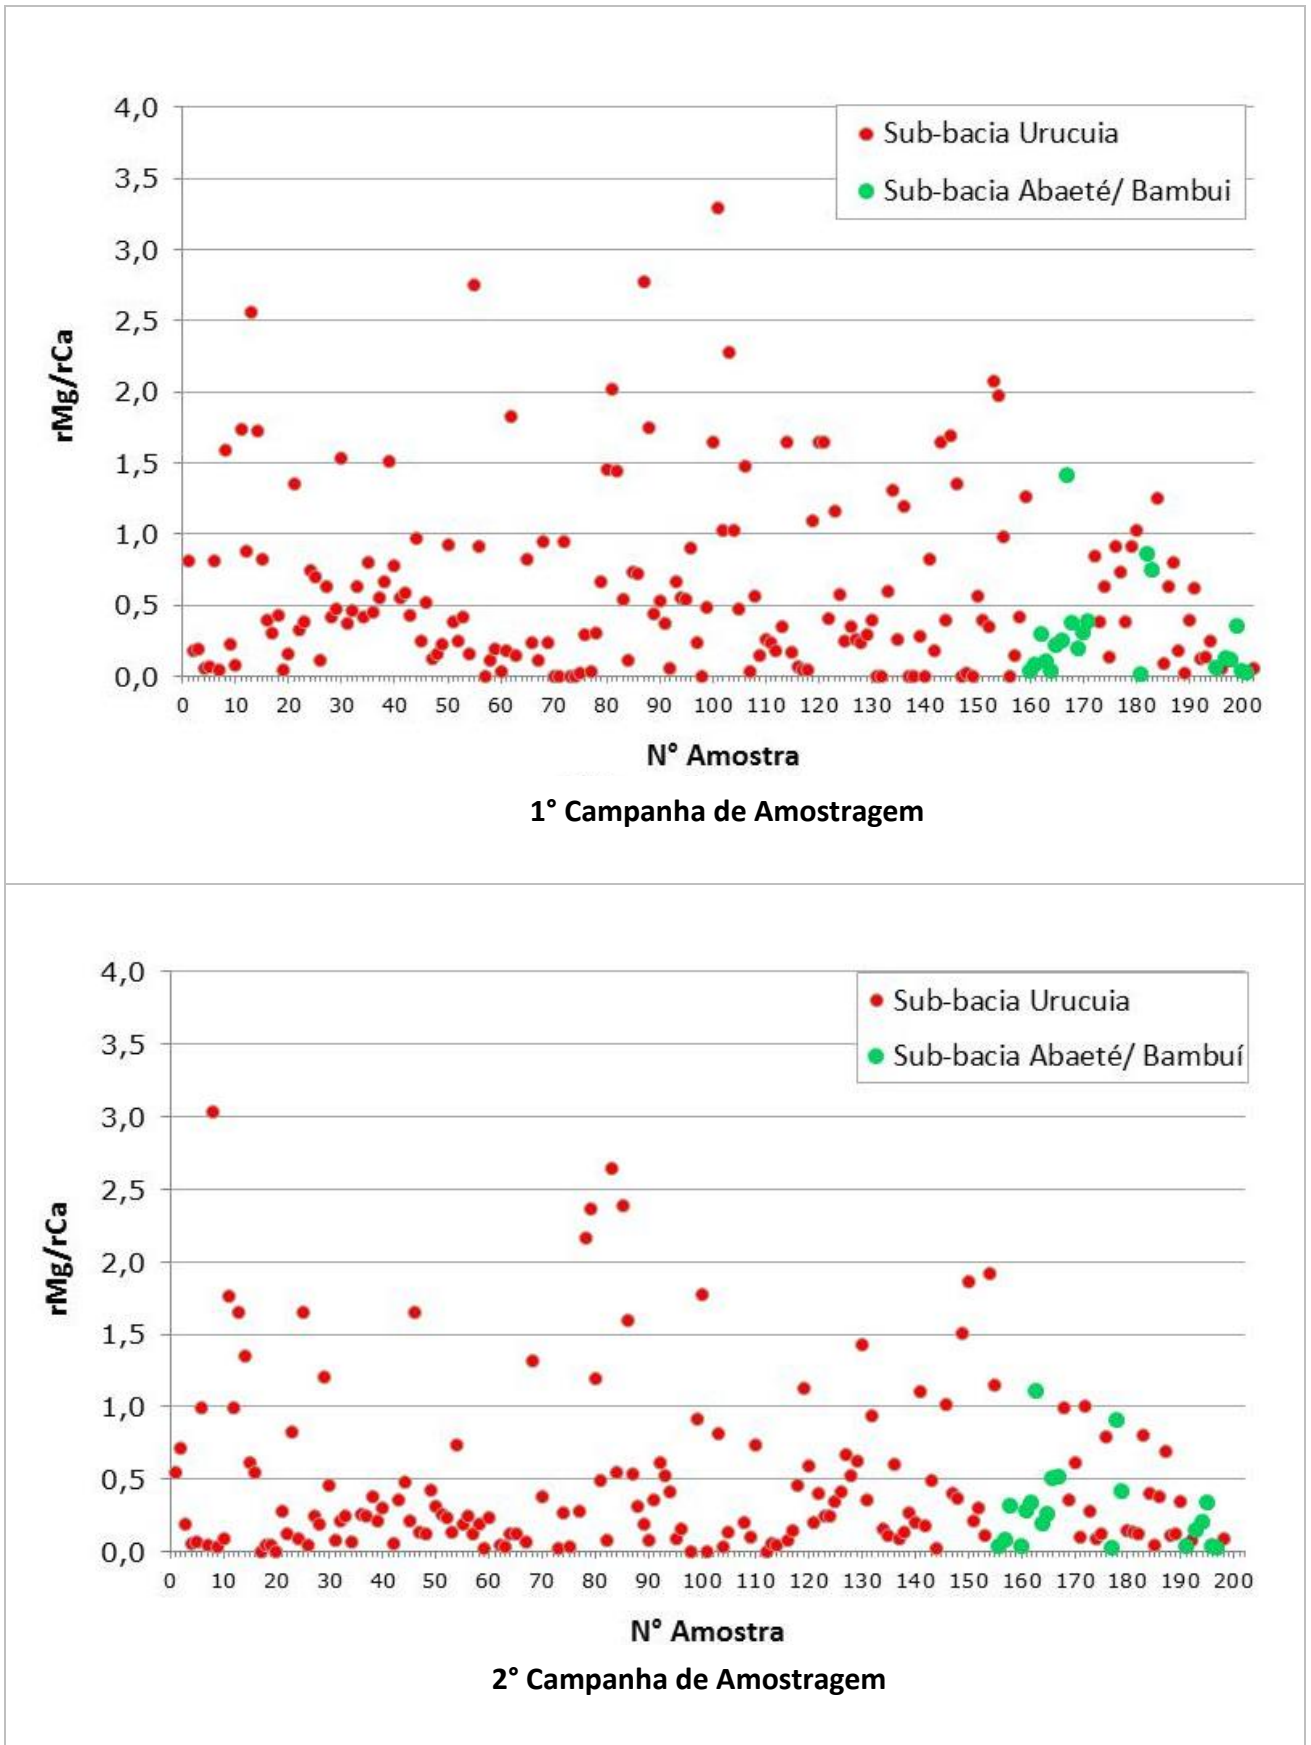 4,0
Sub-bacia Urucuia
3,5
Sub-bacia Abaeté/ Bambui
3,0
2,5
2,0
1,5
1,0
0,5
0,0
rMg/rCa
0 10 20 30 40 50 60 70 80 90 100 110 120 130 140 150 160 170 180 190 200
N° Amostra
1° Campanha de Amostragem
4,0
Sub-bacia Urucuia
3,5
Sub-bacia Abaeté/ Bambuí
3,0
2,5
2,0
1,5
1,0
0,5
0,0
rMg/rCa
0 10 20 30 40 50 60 70 80 90 100 110 120 130 140 150 160 170 180 190 200
N° Amostra
2° Campanha de Amostragem